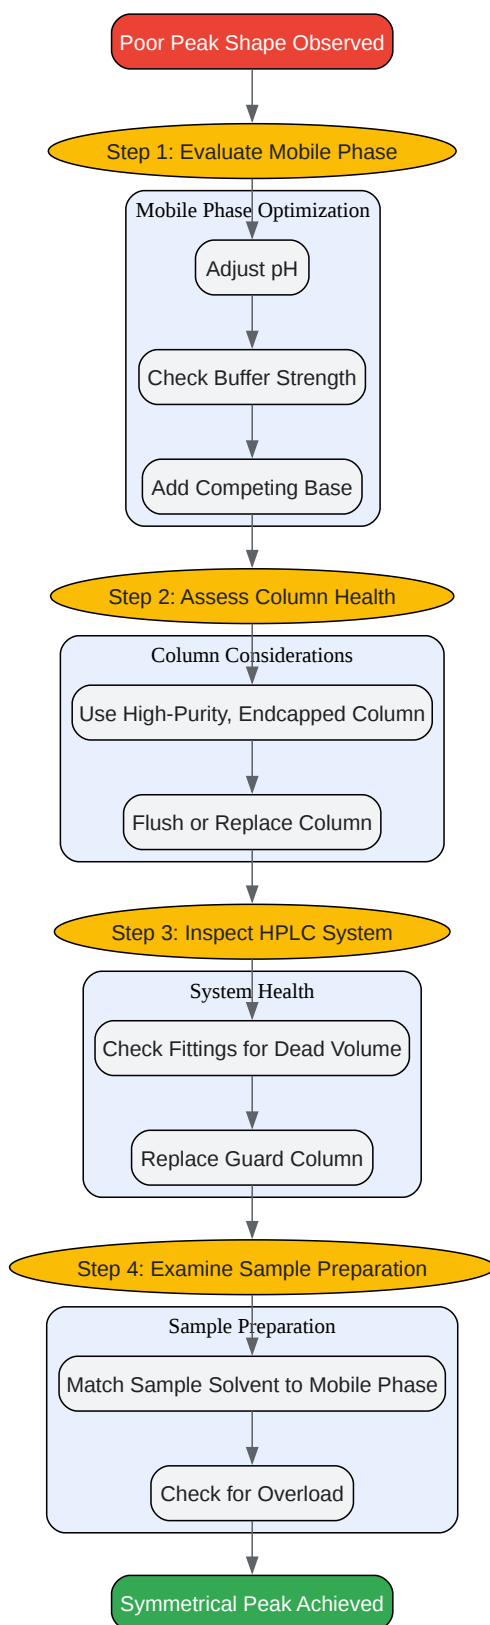 Poor Peak Shape Observed
Step 1: Evaluate Mobile Phase
Mobile Phase Optimization
Adjust pH
Check Buffer Strength
Add Competing Base
Step 2: Assess Column Health
Column Considerations
Use High-Purity, Endcapped Column
Flush or Replace Column
Step 3: Inspect HPLC System
System Health
Check Fittings for Dead Volume
Replace Guard Column
Step 4: Examine Sample Preparation
Sample Preparation
Match Sample Solvent to Mobile Phase
Check for Overload
Symmetrical Peak Achieved